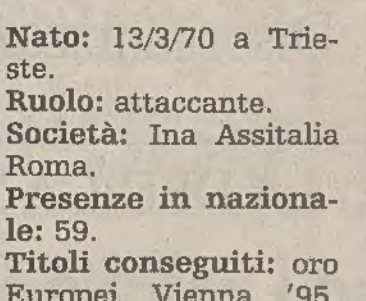 Nato: 13/3/70 a Trie-
ste.
Ruolo: attaccante.
Società: Ina Assitalia
Roma.
Presenze in naziona-
le: 59.
Titoli conseguiti: oro
Europei Vienna '95,